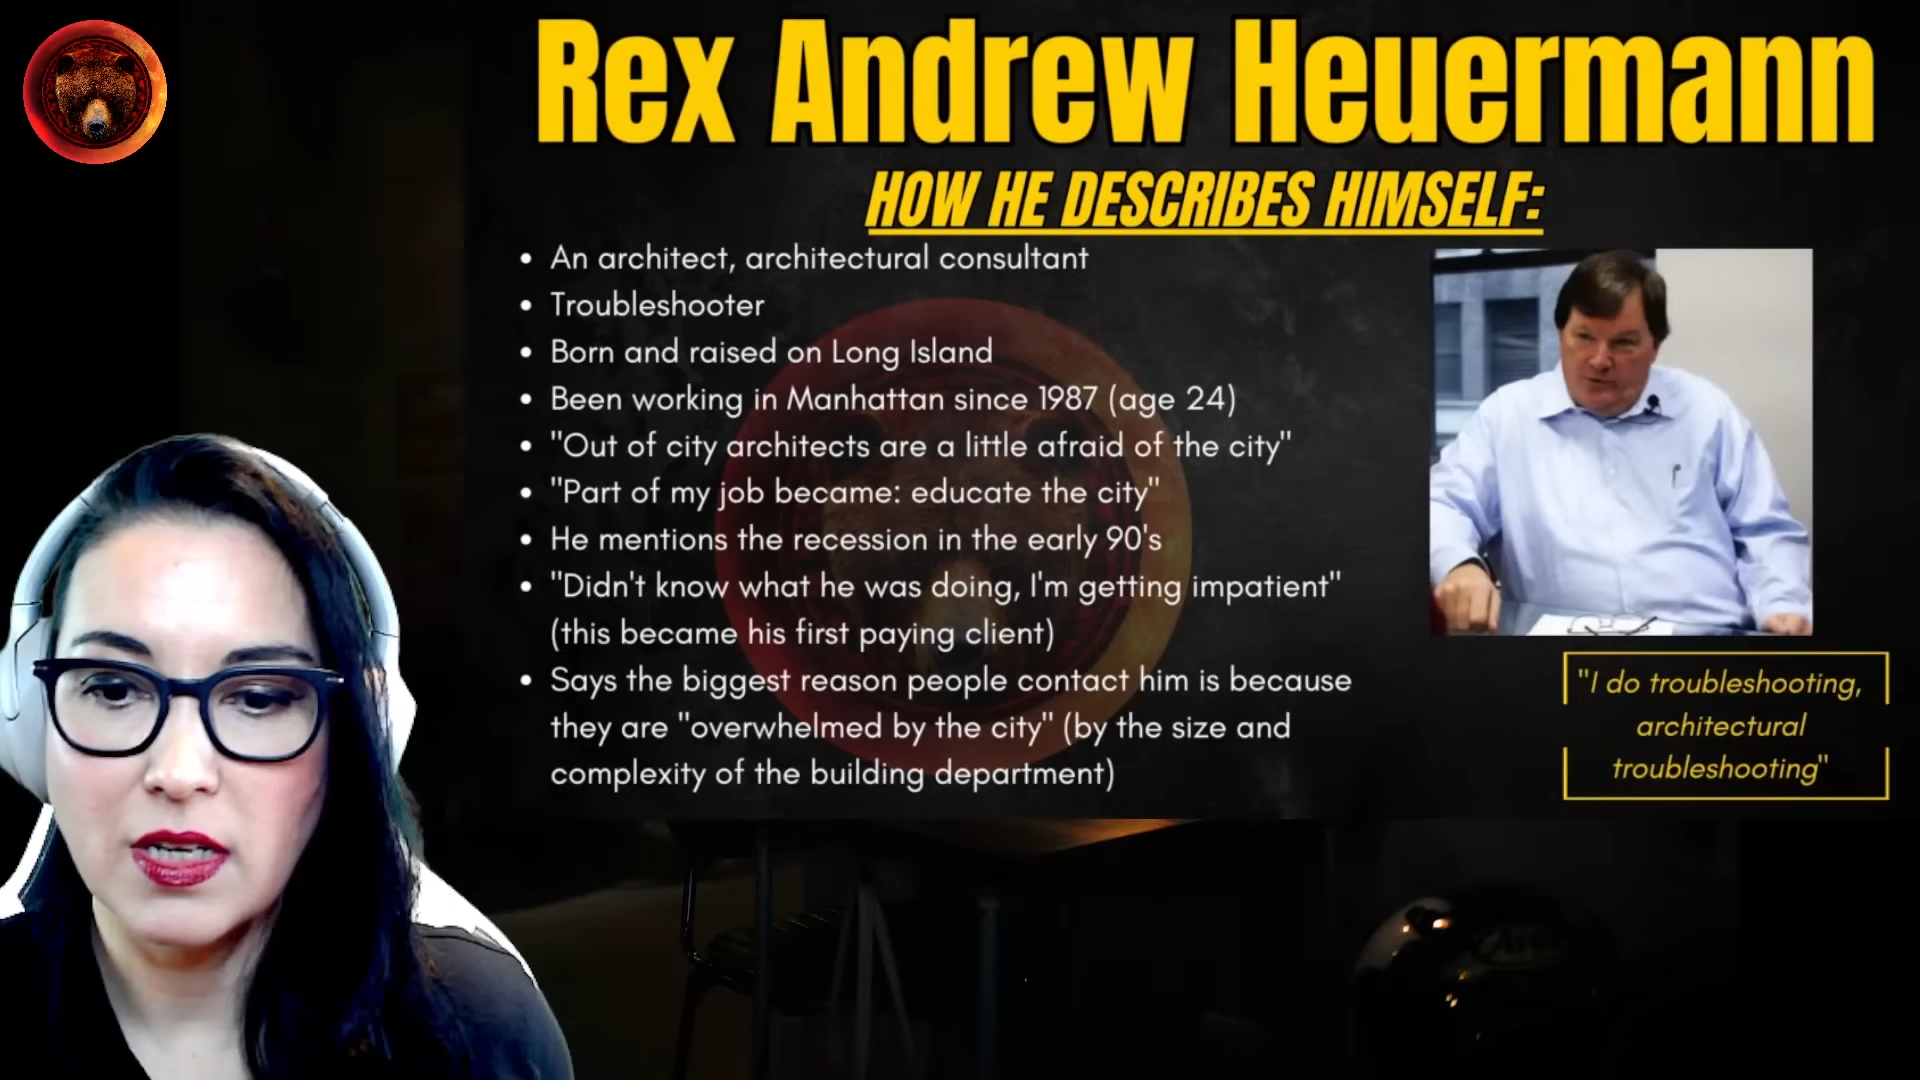 Rex Andrew Heuermann
HOW HE DESCRIBES HIMSELF:
• An architect, architectural consultant
• Troubleshooter
• Born and raised on Long Island
• Been working in Manhattan since 1987 (age 24)
• "Out of city architects are a little afraid of the city"
• "Part of my job became: educate the city"
• He mentions the recession in the early 90's
• "Didn't know what he was doing, I'm getting impatient"
(this became his first paying client)
• Says the biggest reason people contact him is because
they are "overwhelmed by the city" (by the size and
complexity of the building department)
"I do troubleshooting,
architectural
troubleshooting"